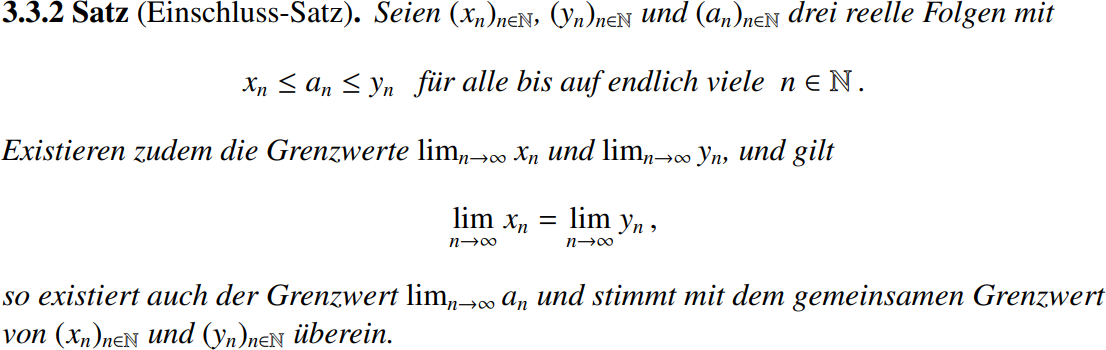 3.3.2 Satz (Einschluss-Satz). Seien (xₙ)ₙ∈ℕ, (yₙ)ₙ∈ℕ und (aₙ)ₙ∈ℕ drei reelle Folgen mit
xₙ ≤ aₙ ≤ yₙ für alle bis auf endlich viele n ∈ ℕ.
Existieren zudem die Grenzwerte limₙ→∞ xₙ und limₙ→∞ yₙ, und gilt
lim xₙ = lim yₙ,
n→∞ n→∞
so existiert auch der Grenzwert limₙ→∞ aₙ und stimmt mit dem gemeinsamen Grenzwert
von (xₙ)ₙ∈ℕ und (yₙ)ₙ∈ℕ überein.